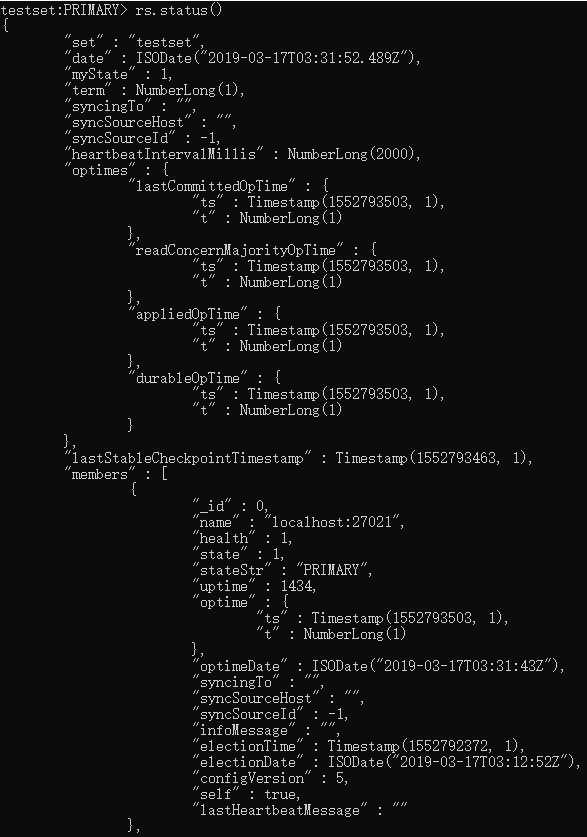 testset:PRIMARY> rs.status()
{
        "set" : "testset",
        "date" : ISODate("2019-03-17T03:31:52.489Z"),
        "myState" : 1,
        "term" : NumberLong(1),
        "syncingTo" : "",
        "syncSourceHost" : "",
        "syncSourceId" : -1,
        "heartbeatIntervalMillis" : NumberLong(2000),
        "optimes" : {
                "lastCommittedOpTime" : {
                        "ts" : Timestamp(1552793503, 1),
                        "t" : NumberLong(1)
                },
                "readConcernMajorityOpTime" : {
                        "ts" : Timestamp(1552793503, 1),
                        "t" : NumberLong(1)
                },
                "appliedOpTime" : {
                        "ts" : Timestamp(1552793503, 1),
                        "t" : NumberLong(1)
                },
                "durableOpTime" : {
                        "ts" : Timestamp(1552793503, 1),
                        "t" : NumberLong(1)
                }
        },
        "lastStableCheckpointTimestamp" : Timestamp(1552793463, 1),
        "members" : [
                {
                        "_id" : 0,
                        "name" : "localhost:27021",
                        "health" : 1,
                        "state" : 1,
                        "stateStr" : "PRIMARY",
                        "uptime" : 1434,
                        "optime" : {
                                "ts" : Timestamp(1552793503, 1),
                                "t" : NumberLong(1)
                        },
                        "optimeDate" : ISODate("2019-03-17T03:31:43Z"),
                        "syncingTo" : "",
                        "syncSourceHost" : "",
                        "syncSourceId" : -1,
                        "infoMessage" : "",
                        "electionTime" : Timestamp(1552792372, 1),
                        "electionDate" : ISODate("2019-03-17T03:12:52Z"),
                        "configVersion" : 5,
                        "self" : true,
                        "lastHeartbeatMessage" : ""
                },